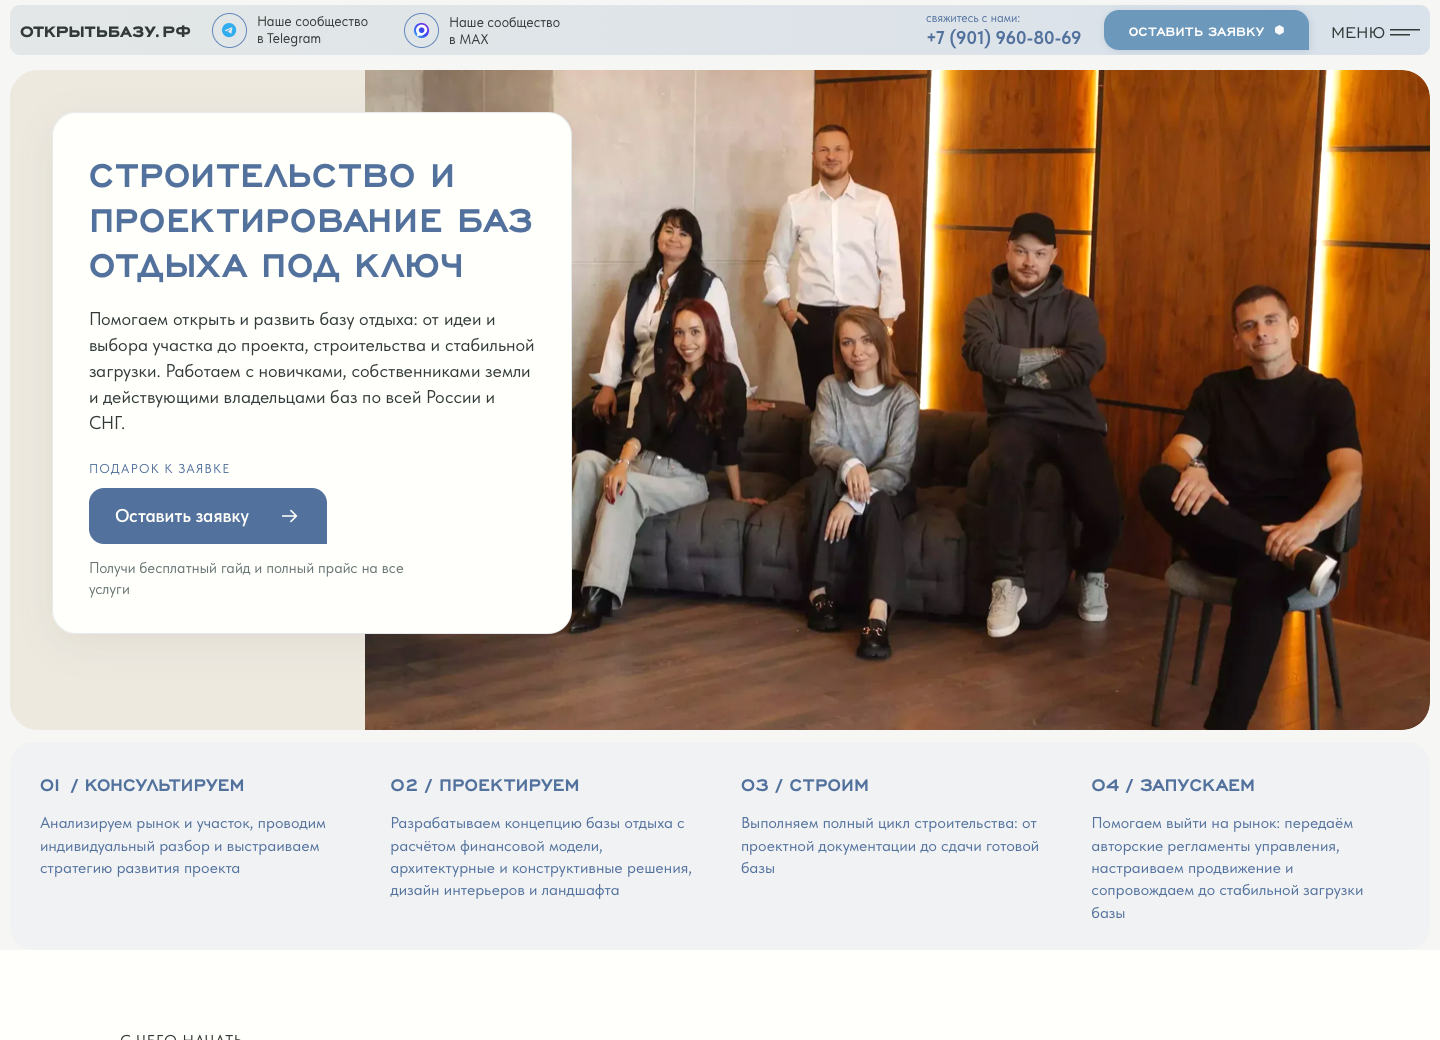 ОТКРЫТЬБАЗУ.РФ
Наше сообщество
в Telegram
Наше сообщество
в MAX
свяжитесь с нами:
+7 (901) 960-80-69
ОСТАВИТЬ ЗАЯВКУ
МЕНЮ
СТРОИТЕЛЬСТВО И
ПРОЕКТИРОВАНИЕ БАЗ
ОТДЫХА ПОД КЛЮЧ
Помогаем открыть и развить базу отдыха: от идеи и
выбора участка до проекта, строительства и стабильной
загрузки. Работаем с новичками, собственниками земли
и действующими владельцами баз по всей России и
СНГ.
ПОДАРОК К ЗАЯВКЕ
Оставить заявку
Получи бесплатный гайд и полный прайс на все
услуги
01 / КОНСУЛЬТИРУЕМ
Анализируем рынок и участок, проводим
индивидуальный разбор и выстраиваем
стратегию развития проекта
02 / ПРОЕКТИРУЕМ
Разрабатываем концепцию базы отдыха с
расчётом финансовой модели,
архитектурные и конструктивные решения,
дизайн интерьеров и ландшафта
03 / СТРОИМ
Выполняем полный цикл строительства: от
проектной документации до сдачи готовой
базы
04 / ЗАПУСКАЕМ
Помогаем выйти на рынок: передаём
авторские регламенты управления,
настраиваем продвижение и
сопровождаем до стабильной загрузки
базы
С ЧЕГО НАЧАТЬ